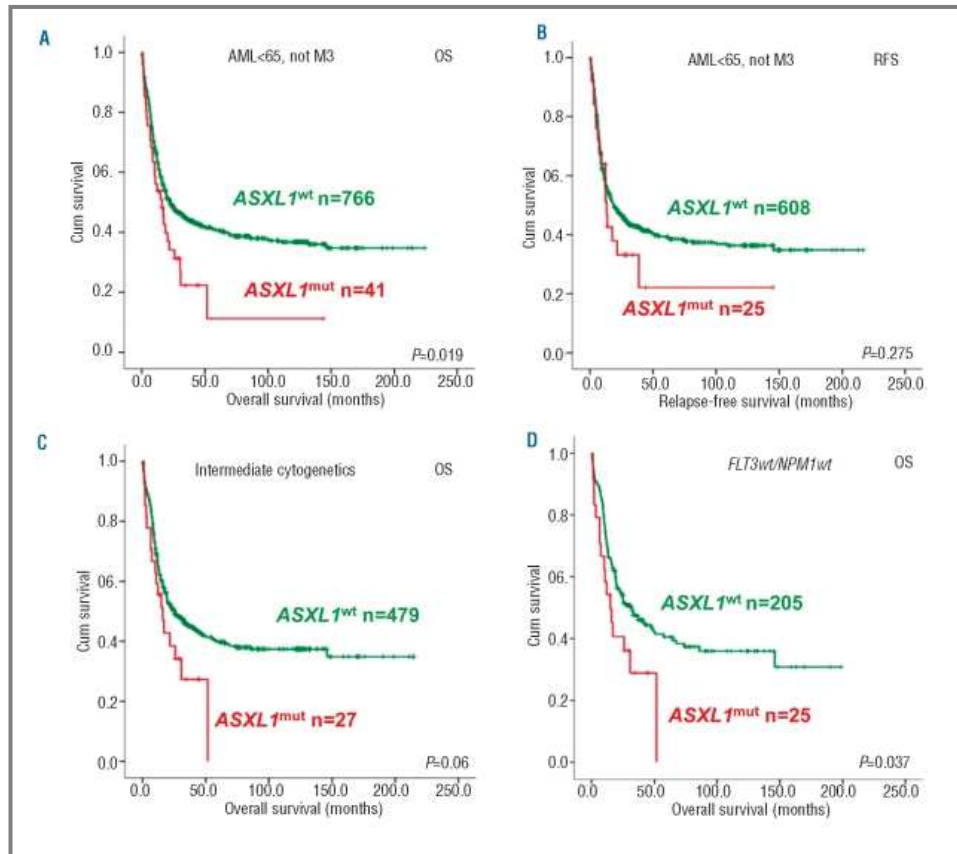 A
AML<65, not M3
OS
1.0
0.8
06.
0.4
0.2
0.0
Cum survival
ASXL1wt n=766
ASXL1mut n=41
P=0.019
0.0 50.0 100.0 150.0 200.0 250.0
Overall survival (months)
B
AML<65, not M3
RFS
1.0
0.8
06.
0.4
0.2
0.0
Cum survival
ASXL1wt n=608
ASXL1mut n=25
P=0.275
0.0 50.0 100.0 150.0 200.0 250.0
Relapse-free survival (months)
C
Intermediate cytogenetics
OS
1.0
0.8
06.
0.4
0.2
0.0
Cum survival
ASXL1wt n=479
ASXL1mut n=27
P=0.06
0.0 50.0 100.0 150.0 200.0 250.0
Overall survival (months)
D
FLT3wt/NPM1wt
OS
1.0
0.8
06.
0.4
0.2
0.0
Cum survival
ASXL1wt n=205
ASXL1mut n=25
P=0.037
0.0 50.0 100.0 150.0 200.0 250.0
Overall survival (months)